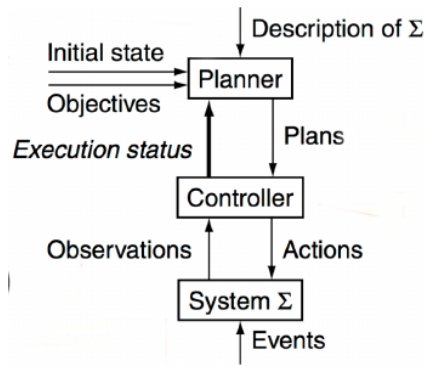 Description of Σ
Initial state
Planner
Objectives
Plans
Execution status
Controller
Observations
Actions
System Σ
Events